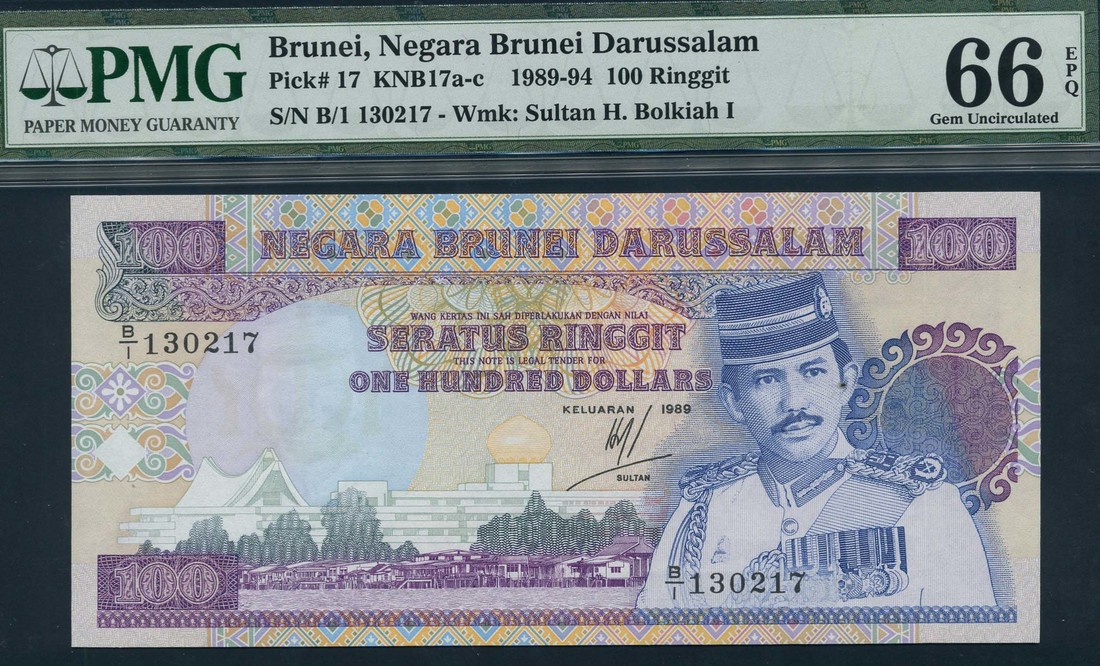 PMG
PAPER MONEY GUARANTY
Brunei, Negara Brunei Darussalam
Pick# 17 KNB17a-c 1989-94 100 Ringgit
S/N B/1 130217 - Wmk: Sultan H. Bolkiah I
66 EPQ
Gem Uncirculated
100 NEGARA BRUNEI DARUSSALAM 100
WANG KERTAS INI SAH DIPERLAKUKAN DENGAN NILAI
B/1 130217
SERATUS RINGGIT
THIS NOTE IS LEGAL TENDER FOR
ONE HUNDRED DOLLARS
KELUARAN 1989
SULTAN
100
B/1 130217